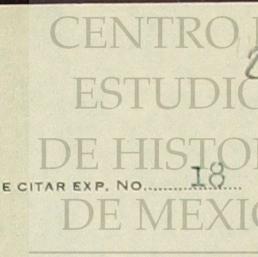 CENTRO
ESTUDIO
DE HISTO
E CITAR EXP. NO. 18
DE MEXIC